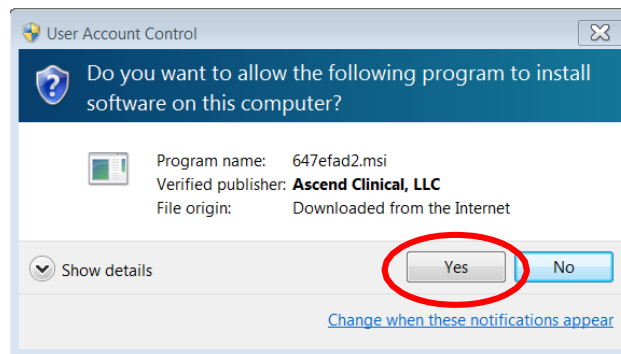 User Account Control
Do you want to allow the following program to install
software on this computer?
Program name: 647efad2.msi
Verified publisher: Ascend Clinical, LLC
File origin: Downloaded from the Internet
Show details Yes No
Change when these notifications appear